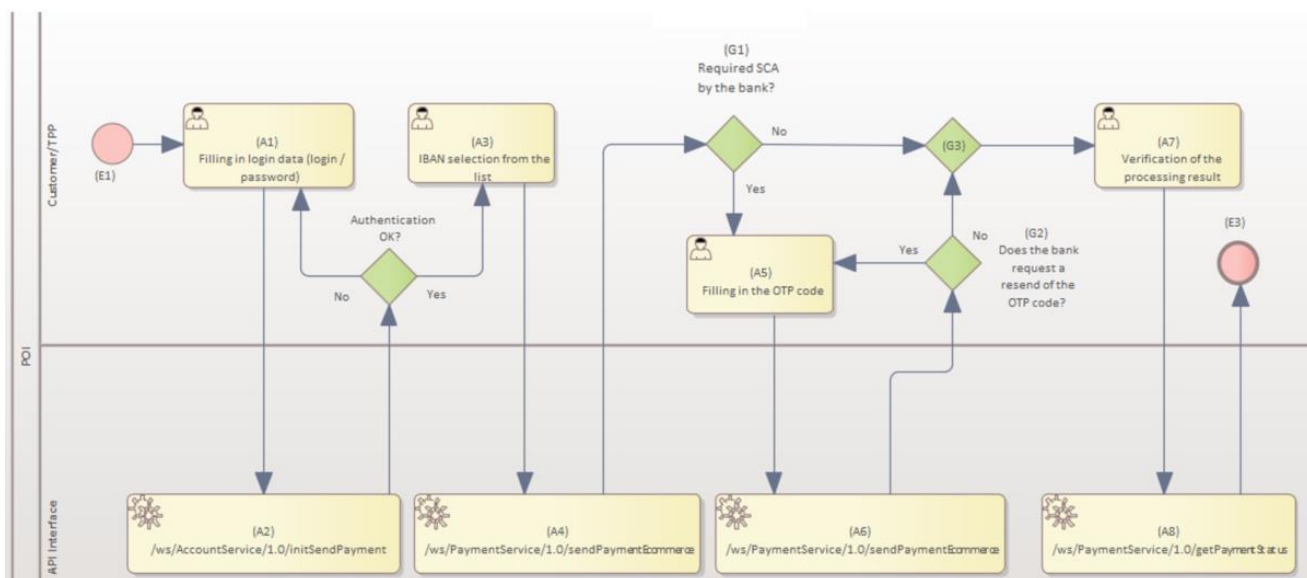 (G1)
Required SCA
by the bank?
Customer/TPP
(E1)
(A1)
Filling in login data (login /
password)
(A3)
IBAN selection from the
list
No
(G3)
(A7)
Verification of the
processing result
Yes
Authentication
OK?
No
Yes
(A5)
Filling in the OTP code
Yes
No
(G2)
Does the bank
request a
resend of the
OTP code?
(E3)
POI
API Interface
(A2)
/ws/AccountService/1.0/initSendPayment
(A4)
/ws/PaymentService/1.0/sendPaymentEcommerce
(A6)
/ws/PaymentService/1.0/sendPaymentEcommerce
(A8)
/ws/PaymentService/1.0/getPaymentStatus